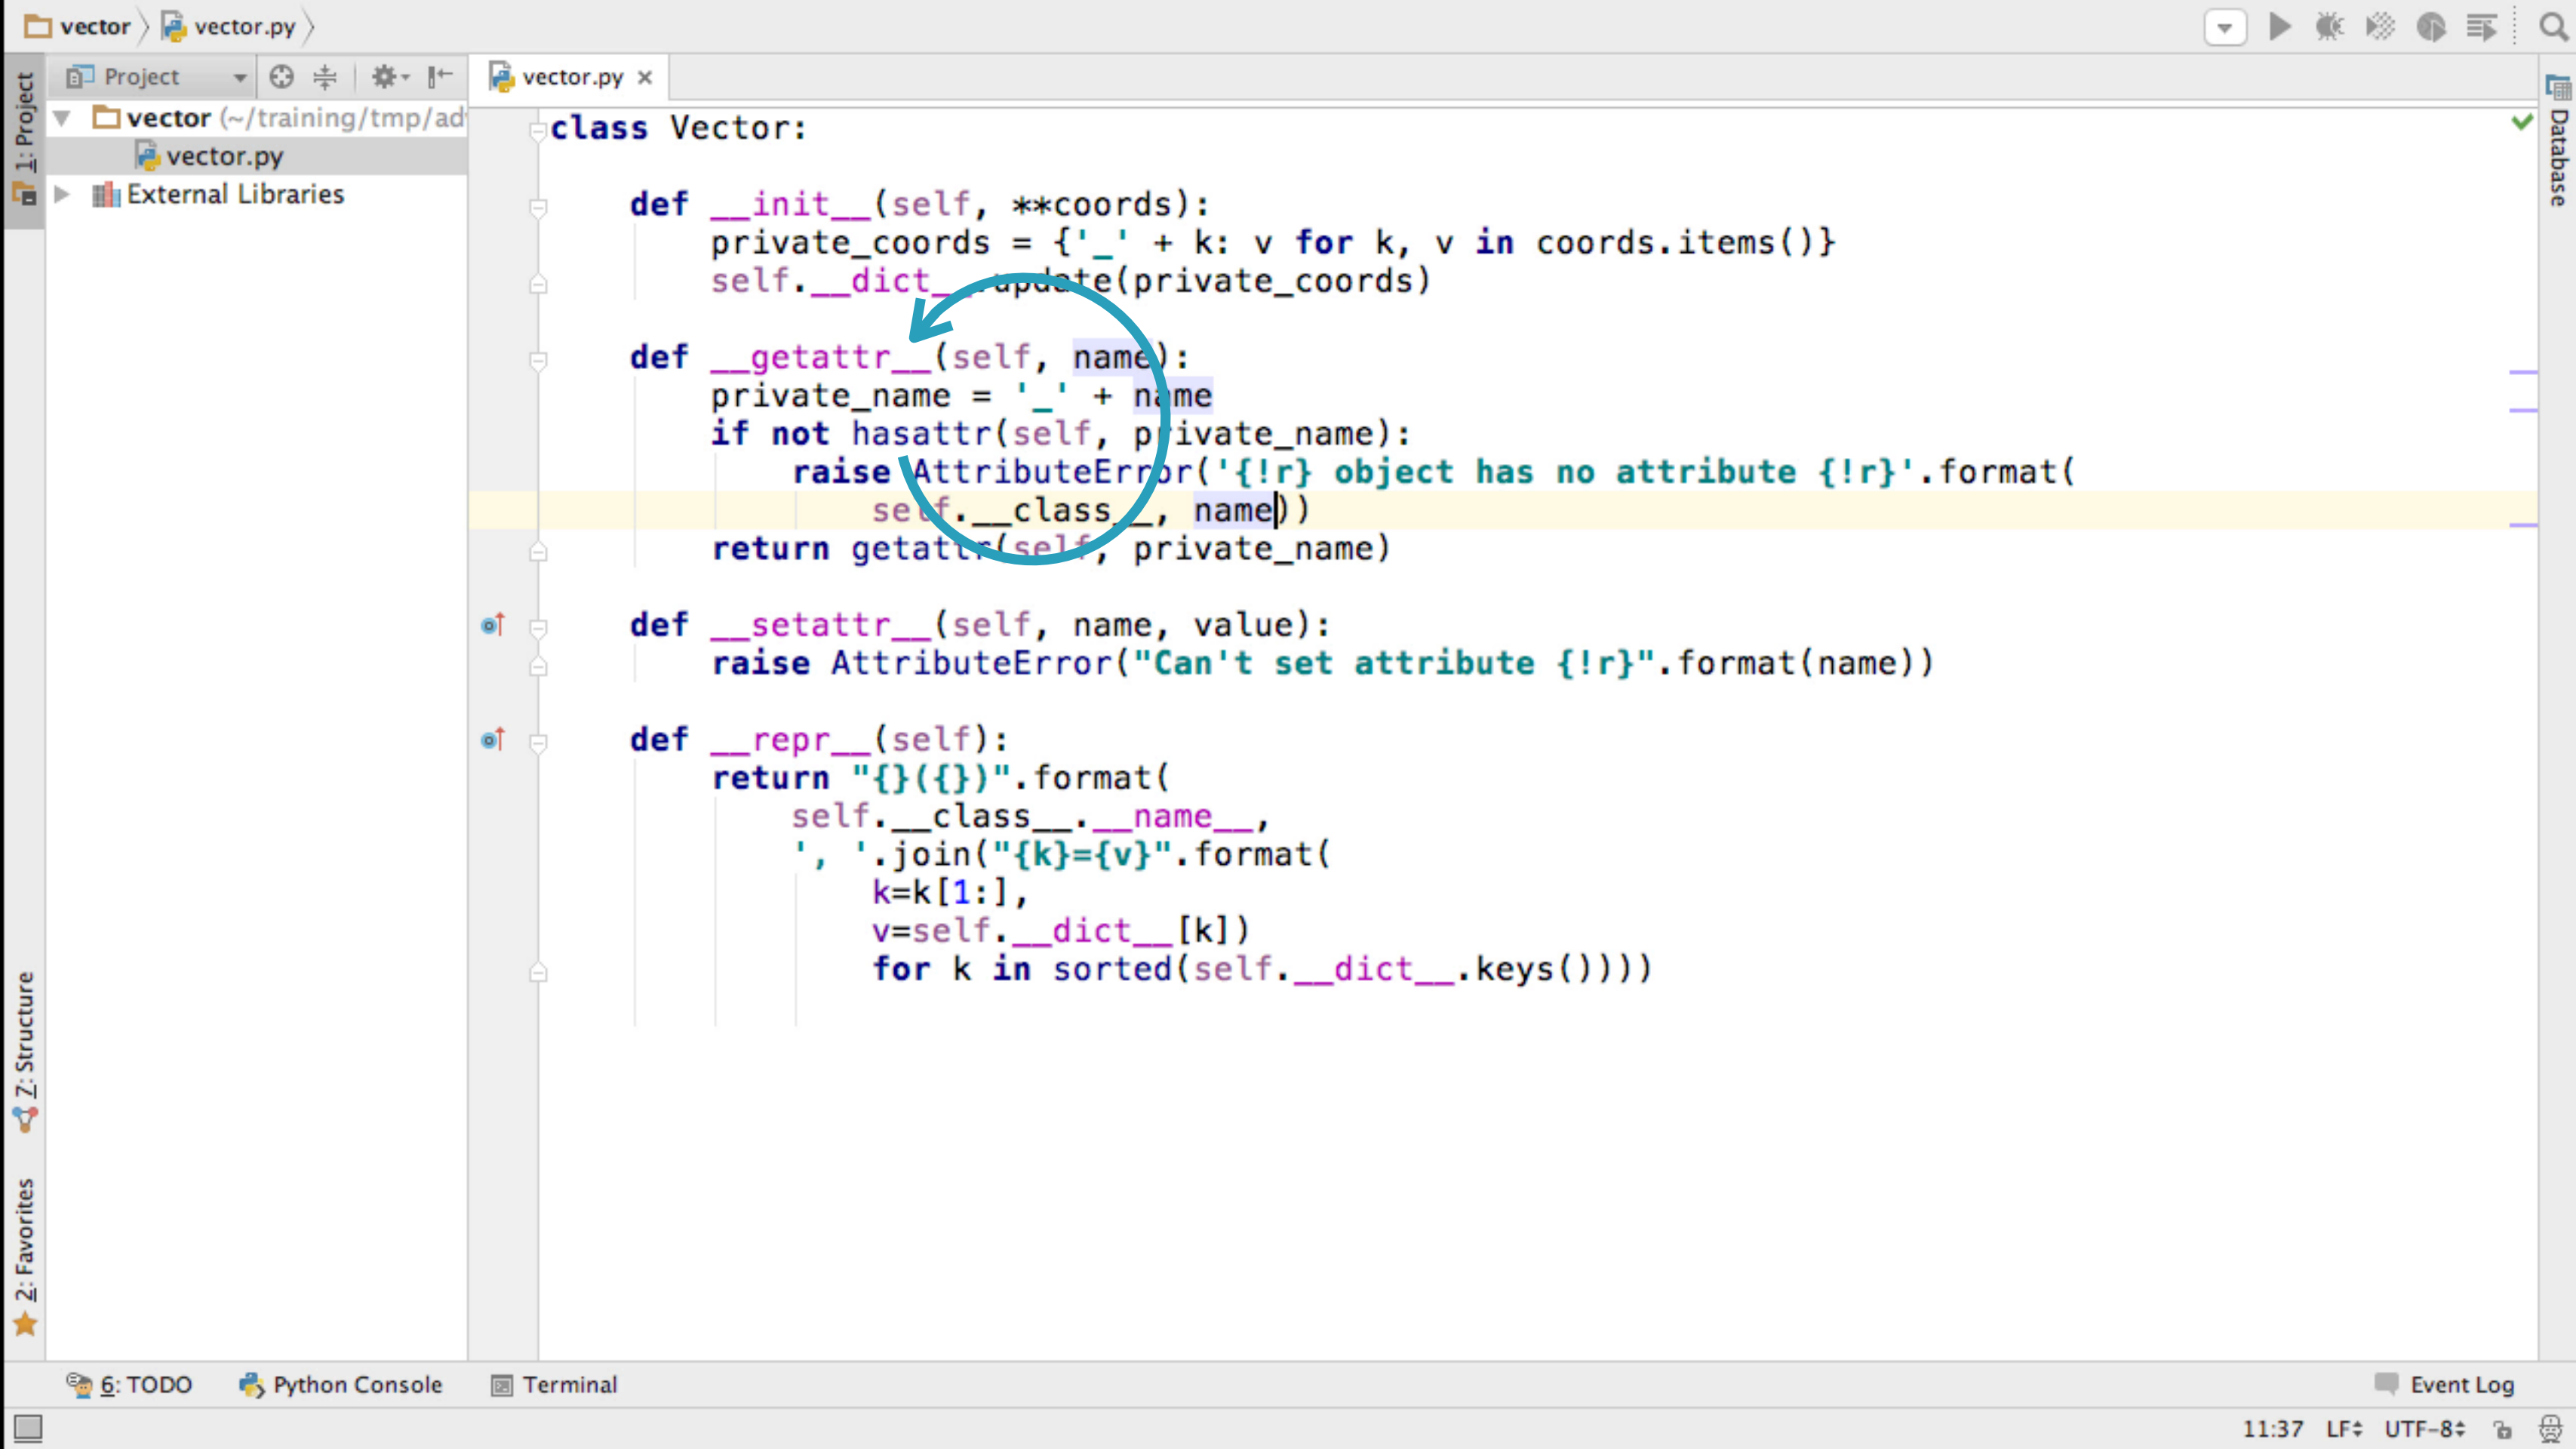 vector vector.py
Project vector.py
1: Project
vector (~/training/tmp/ad
vector.py
External Libraries
Database
class Vector:
def __init__(self, **coords):
private_coords = {'_' + k: v for k, v in coords.items()}
self.__dict__.update(private_coords)
def __getattr__(self, name):
private_name = '_' + name
if not hasattr(self, private_name):
raise AttributeError('{!r} object has no attribute {!r}'.format(
self.__class__, name))
return getattr(self, private_name)
def __setattr__(self, name, value):
raise AttributeError("Can't set attribute {!r}".format(name))
def __repr__(self):
return "{}({})".format(
self.__class__.__name__,
', '.join("{k}={v}".format(
k=k[1:],
v=self.__dict__[k])
for k in sorted(self.__dict__.keys())))
7: Structure
2: Favorites
6: TODO Python Console Terminal Event Log
11:37 LF UTF-8